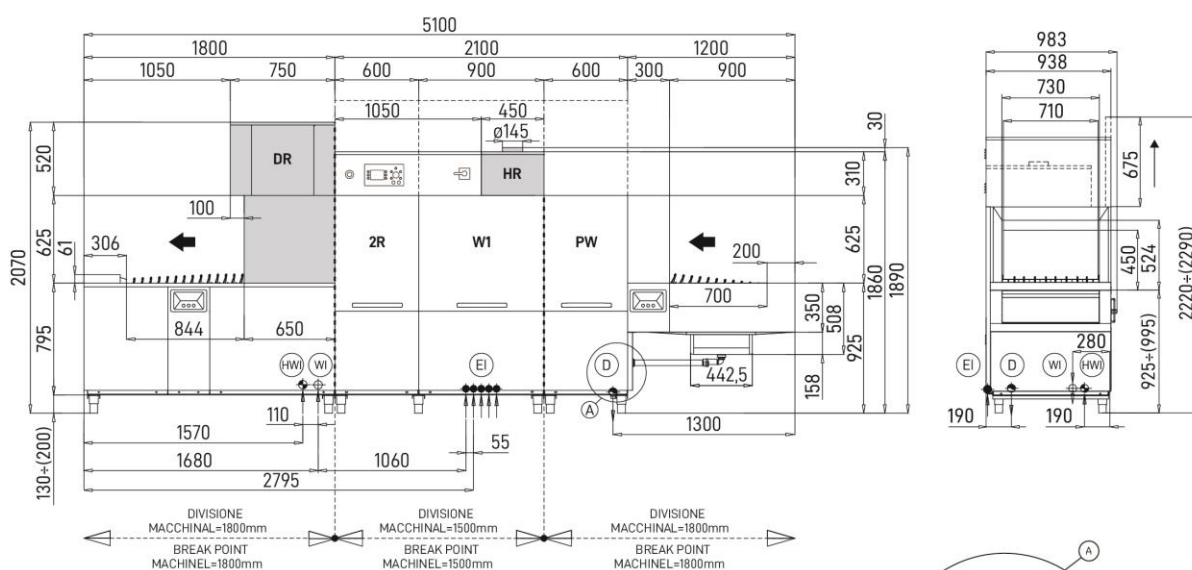 5100
983
1800
2100
1200
938
1050
750
600
900
600
300
900
730
1050
450
710
ø145
30
520
DR
HR
310
675
100
625
306
61
2R
W1
PW
625
200
450
524
2070
1860
1890
2220÷(2290)
700
350
508
844
650
795
925
925÷(995)
280
HWI
WI
EI
D
442,5
158
EI
D
WI
HWI
110
A
1570
55
1300
190
190
130÷(200)
1680
1060
2795
DIVISIONE
MACCHINAL=1800mm
DIVISIONE
MACCHINAL=1500mm
DIVISIONE
MACCHINAL=1800mm
BREAK POINT
MACHINEL=1800mm
BREAK POINT
MACHINEL=1500mm
BREAK POINT
MACHINEL=1800mm
A